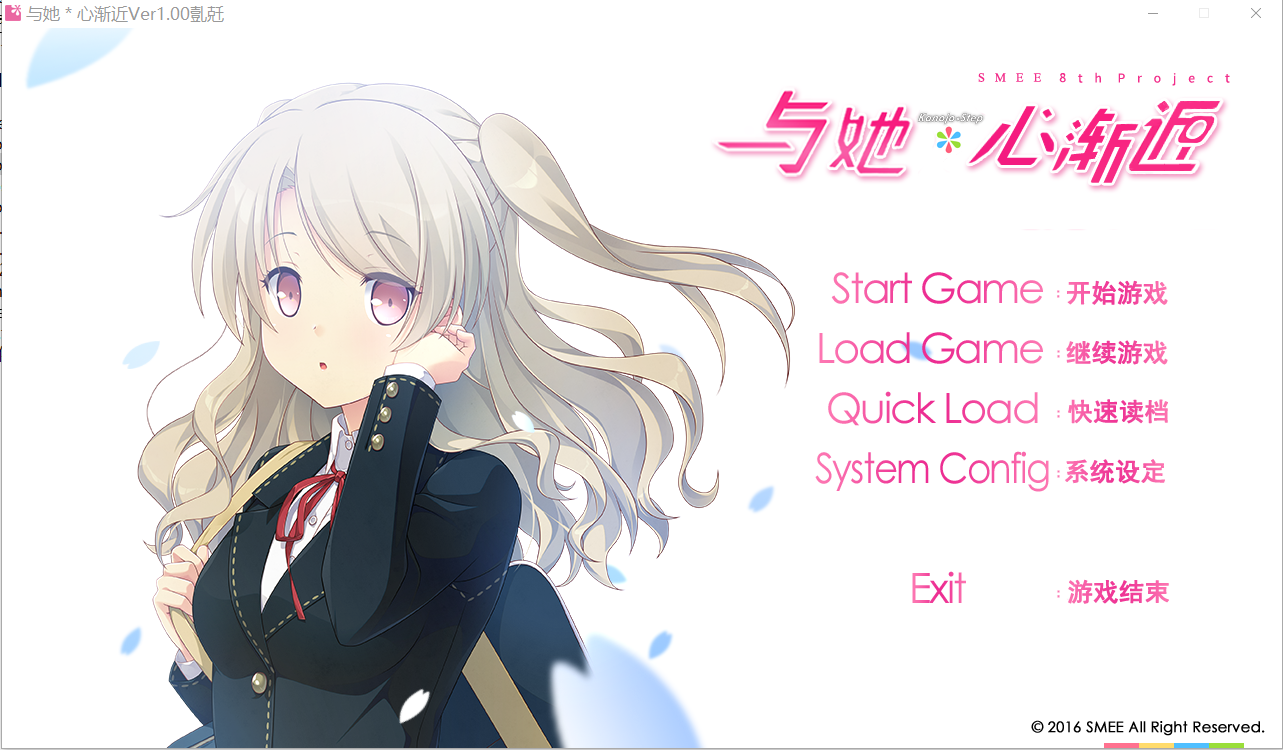 与她 * 心渐近Ver1.00凱兛
SMEE 8th Project
与她*心渐近
Kanojo*Step
Start Game : 开始游戏
Load Game : 继续游戏
Quick Load : 快速读档
System Config : 系统设定
Exit : 游戏结束
© 2016 SMEE All Right Reserved.